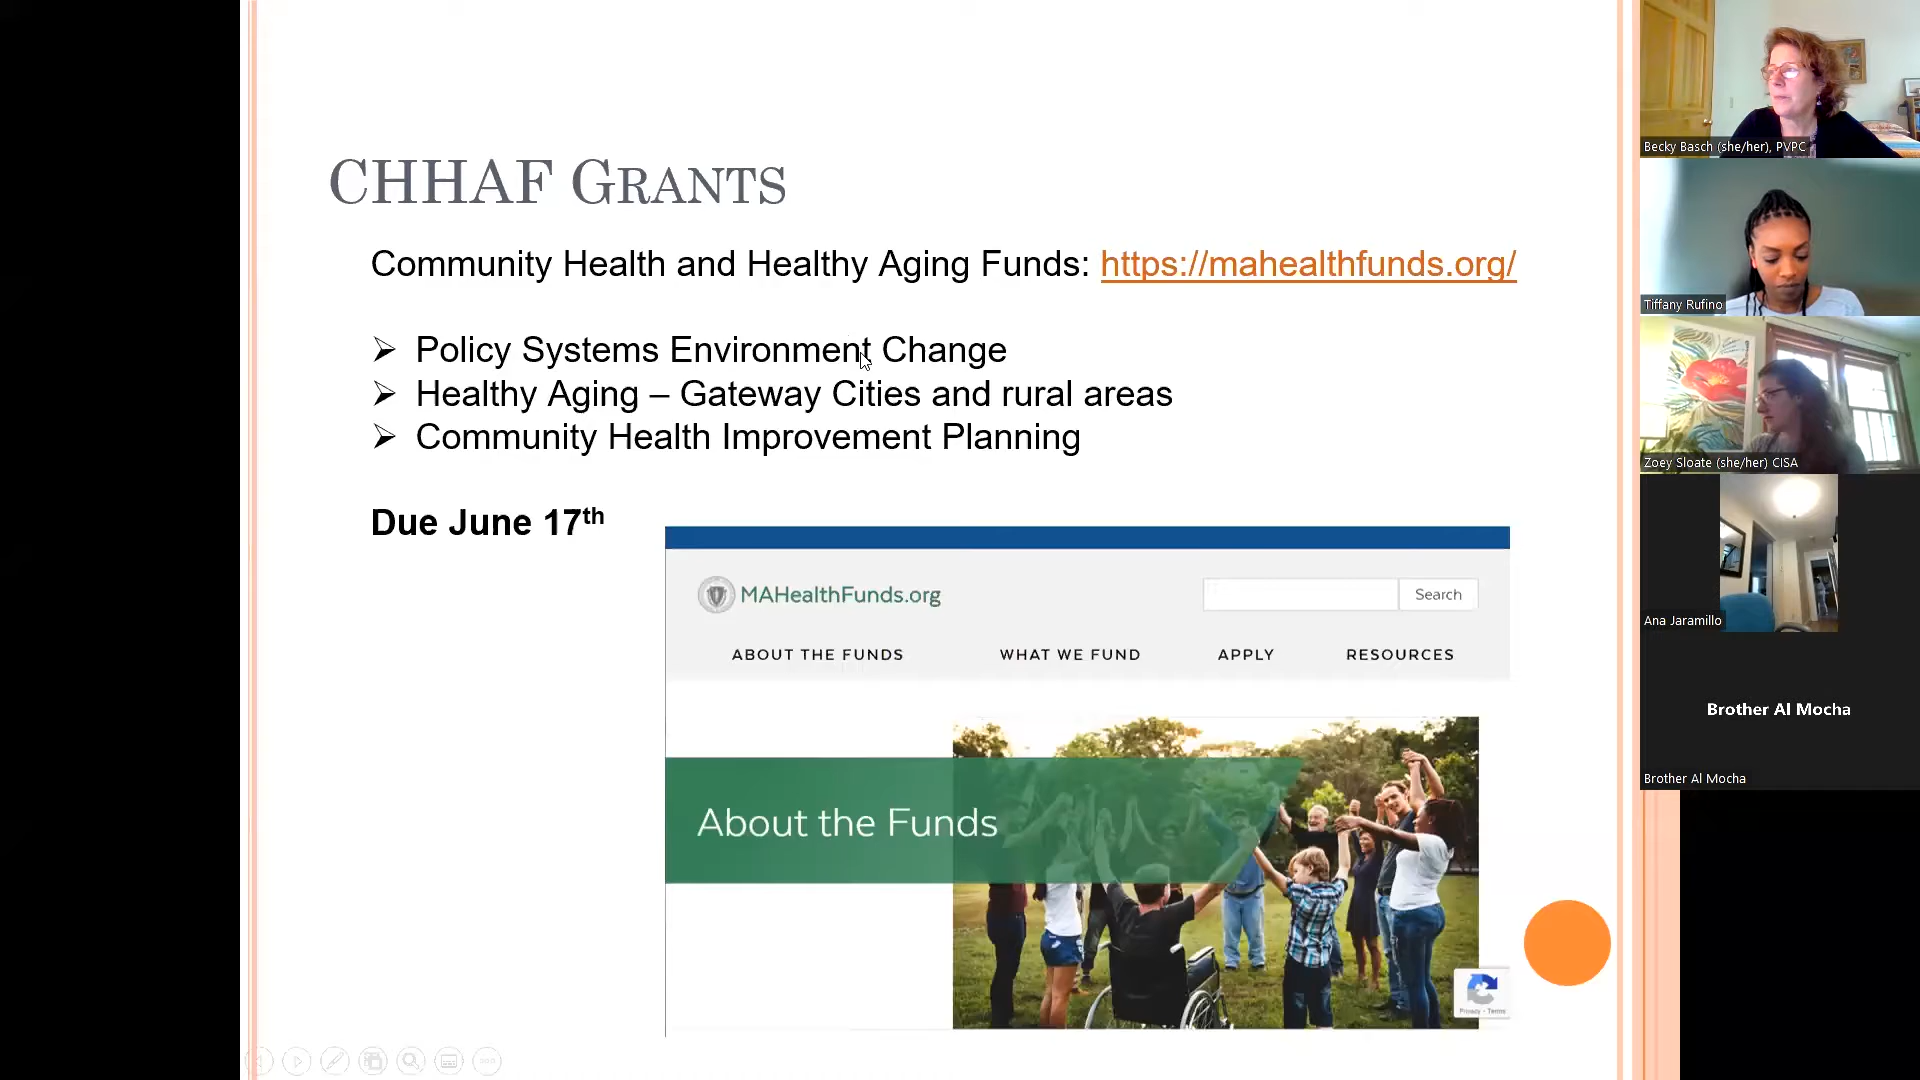 CHHAF Grants
Community Health and Healthy Aging Funds: https://mahealthfunds.org/
➢ Policy Systems Environment Change
➢ Healthy Aging – Gateway Cities and rural areas
➢ Community Health Improvement Planning
Due June 17th
MAHealthFunds.org
Search
ABOUT THE FUNDS WHAT WE FUND APPLY RESOURCES
About the Funds
Privacy - Terms
Becky Basch (she/her), PVPC
Tiffany Rufino
Zoey Sloate (she/her) CISA
Ana Jaramillo
Brother Al Mocha
Brother Al Mocha